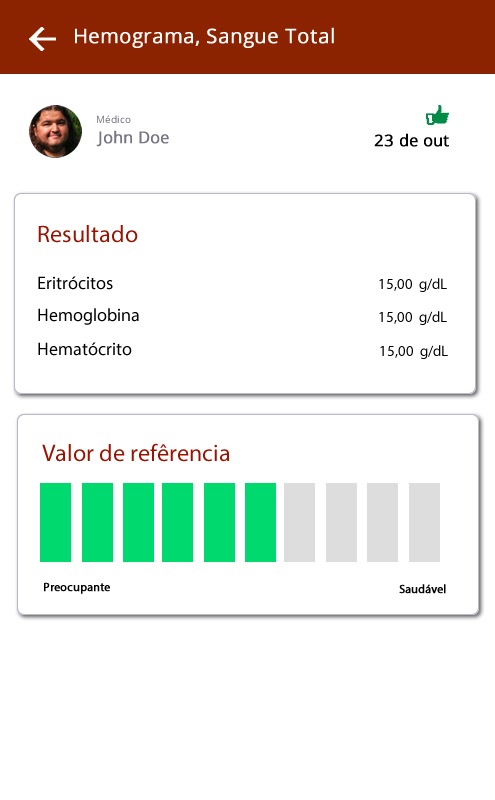 Hemograma, Sangue Total
Médico
John Doe
23 de out
Resultado
Eritrócitos 15,00 g/dL
Hemoglobina 15,00 g/dL
Hematócrito 15,00 g/dL
Valor de refêrencia
Preocupante Saudável